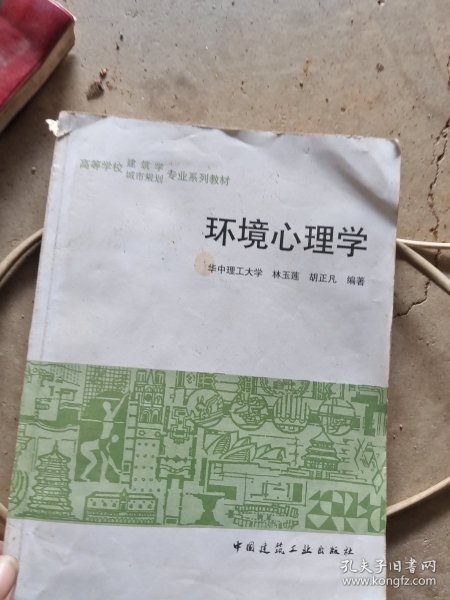 高等学校 建筑学 城市规划 专业系列教材
环境心理学
华中理工大学 林玉莲 胡正凡 编著
中国建筑工业出版社
孔夫子旧书网
www.kongfz.com